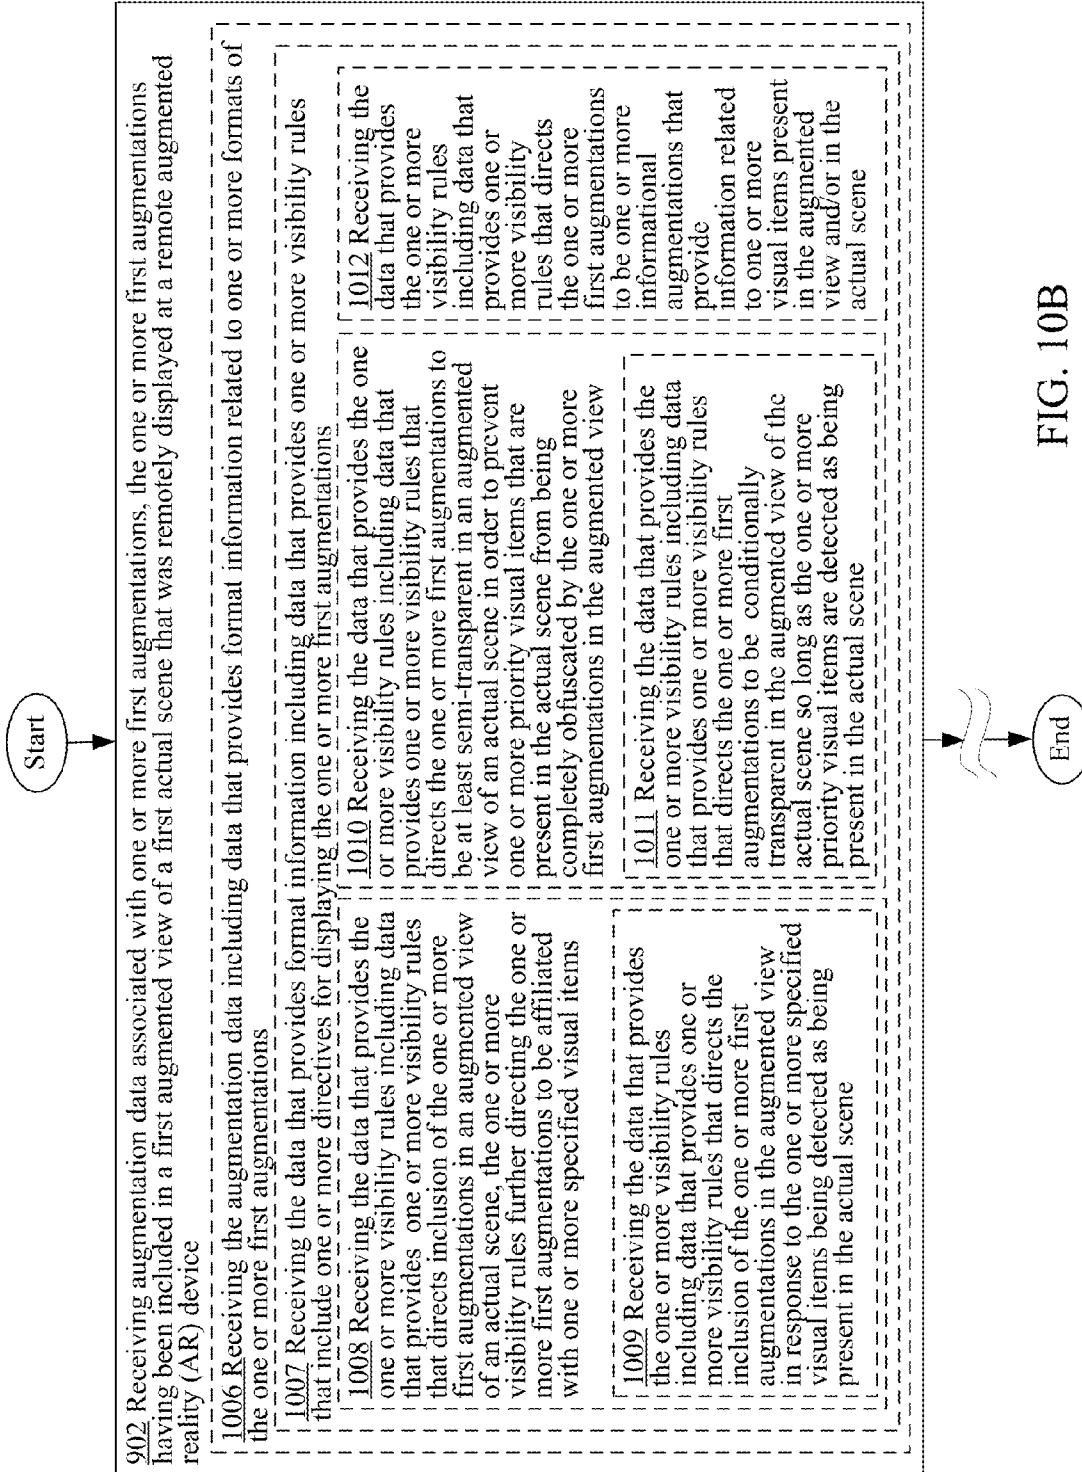 Start
902 Receiving augmentation data associated with one or more first augmentations, the one or more first augmentations
having been included in a first augmented view of a first actual scene that was remotely displayed at a remote augmented
reality (AR) device
1006 Receiving the augmentation data including data that provides format information related to one or more formats of
the one or more first augmentations
1007 Receiving the data that provides format information including data that provides one or more visibility rules
that include one or more directives for displaying the one or more first augmentations
1008 Receiving the data that provides the
one or more visibility rules including data
that provides one or more visibility rules
that directs inclusion of the one or more
first augmentations in an augmented view
of an actual scene, the one or more
visibility rules further directing the one or
more first augmentations to be affiliated
with one or more specified visual items
1009 Receiving the data that provides
the one or more visibility rules
including data that provides one or
more visibility rules that directs the
inclusion of the one or more first
augmentations in the augmented view
in response to the one or more specified
visual items being detected as being
present in the actual scene
1010 Receiving the data that provides the one
or more visibility rules including data that
provides one or more visibility rules that
directs the one or more first augmentations to
be at least semi-transparent in an augmented
view of an actual scene in order to prevent
one or more priority visual items that are
present in the actual scene from being
completely obfuscated by the one or more
first augmentations in the augmented view
1011 Receiving the data that provides the
one or more visibility rules including data
that provides one or more visibility rules
that directs the one or more first
augmentations to be conditionally
transparent in the augmented view of the
actual scene so long as the one or more
priority visual items are detected as being
present in the actual scene
1012 Receiving the
data that provides
the one or more
visibility rules
including data that
provides one or
more visibility
rules that directs
the one or more
first augmentations
to be one or more
informational
augmentations that
provide
information related
to one or more
visual items present
in the augmented
view and/or in the
actual scene
End
FIG. 10B